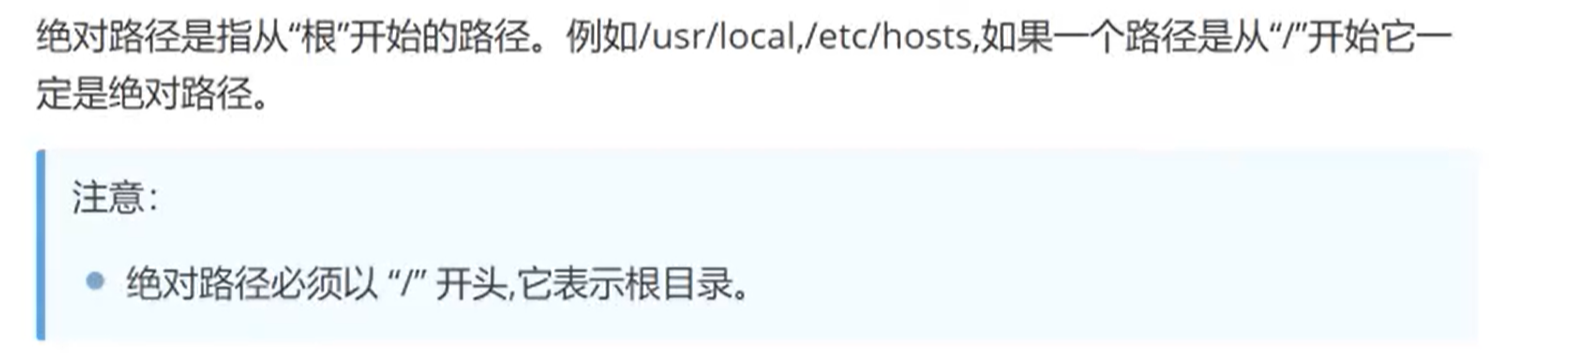 绝对路径是指从“根”开始的路径。例如/usr/local,/etc/hosts,如果一个路径是从“/”开始它一
定是绝对路径。
注意：
绝对路径必须以 “/” 开头,它表示根目录。